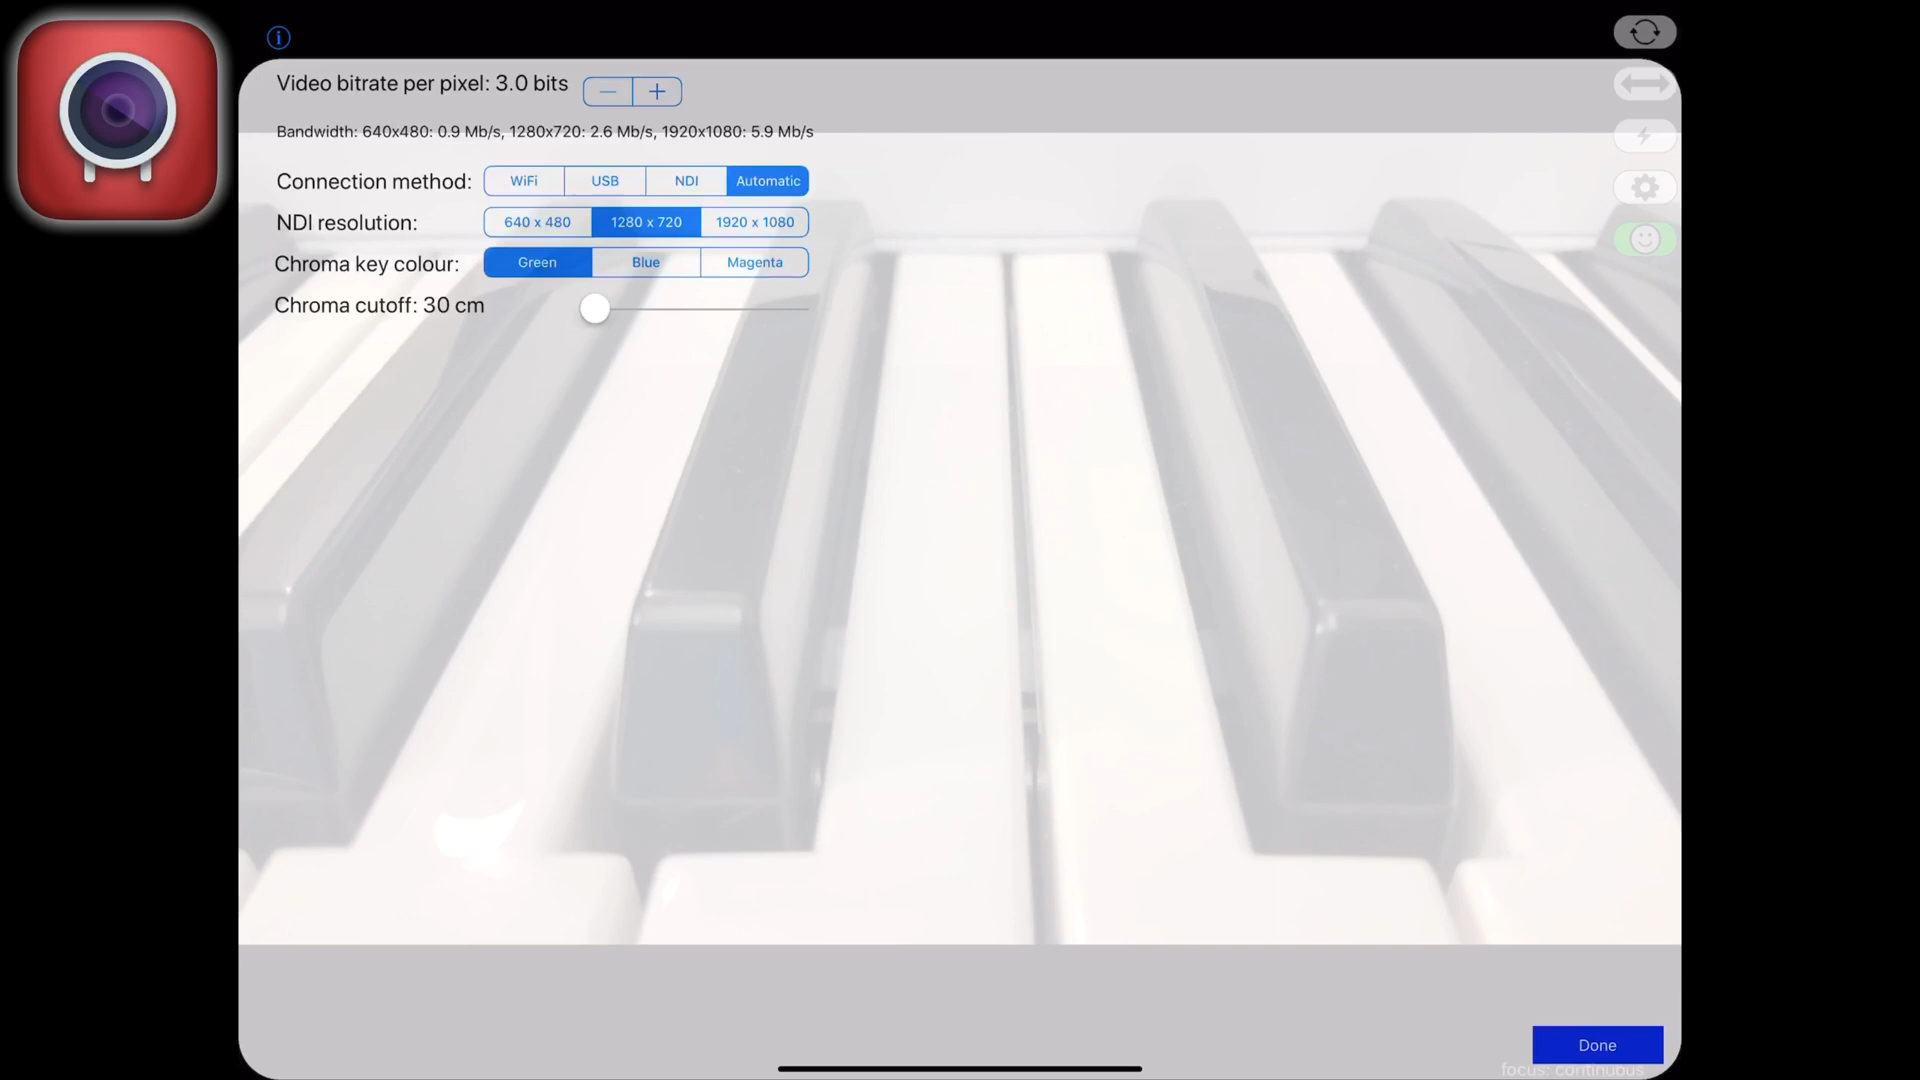 Video bitrate per pixel: 3.0 bits
Bandwidth: 640x480: 0.9 Mb/s, 1280x720: 2.6 Mb/s, 1920x1080: 5.9 Mb/s
Connection method: WiFi USB NDI Automatic
NDI resolution: 640 x 480 1280 x 720 1920 x 1080
Chroma key colour: Green Blue Magenta
Chroma cutoff: 30 cm
Done
focus: continuous